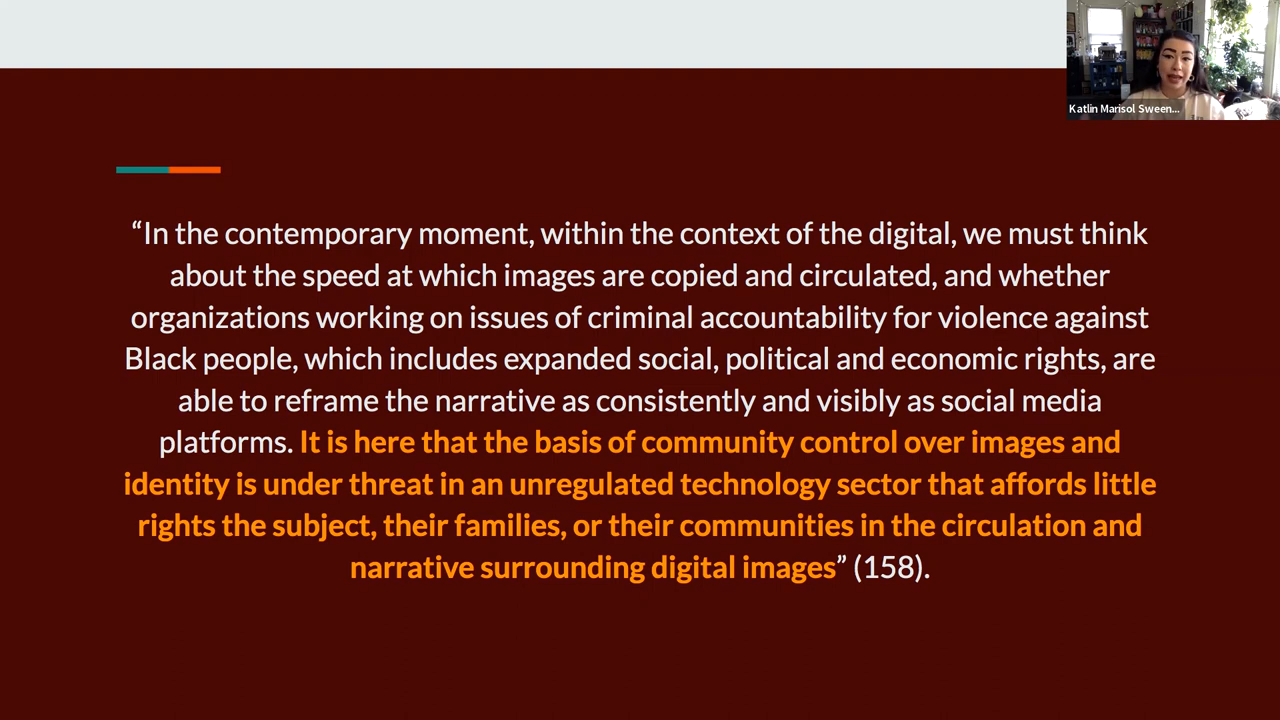 Katlin Marisol Sween...
“In the contemporary moment, within the context of the digital, we must think
about the speed at which images are copied and circulated, and whether
organizations working on issues of criminal accountability for violence against
Black people, which includes expanded social, political and economic rights, are
able to reframe the narrative as consistently and visibly as social media
platforms. It is here that the basis of community control over images and
identity is under threat in an unregulated technology sector that affords little
rights the subject, their families, or their communities in the circulation and
narrative surrounding digital images” (158).